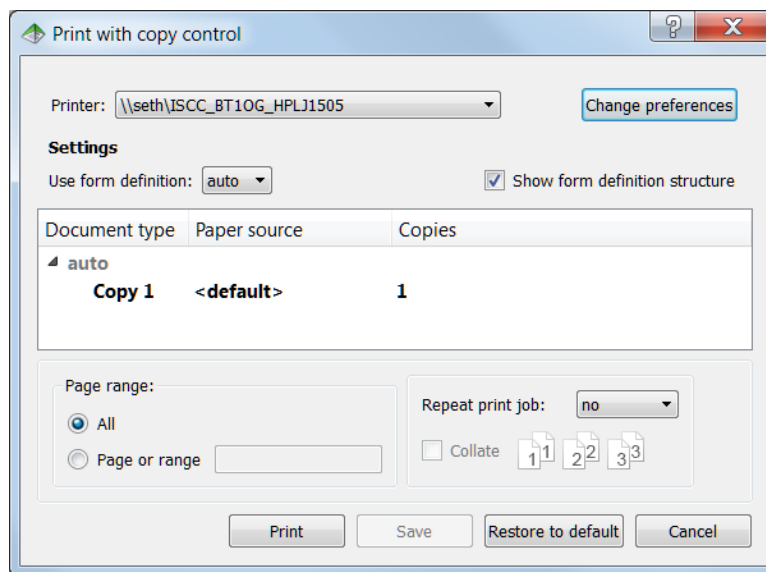 Print with copy control
Printer: \\seth\ISCC_BT1OG_HPLJ1505 Change preferences
Settings
Use form definition: auto Show form definition structure
Document type Paper source Copies
auto
Copy 1 <default> 1
Page range:
All
Page or range
Repeat print job: no
Collate 1 1 2 2 3 3
Print Save Restore to default Cancel